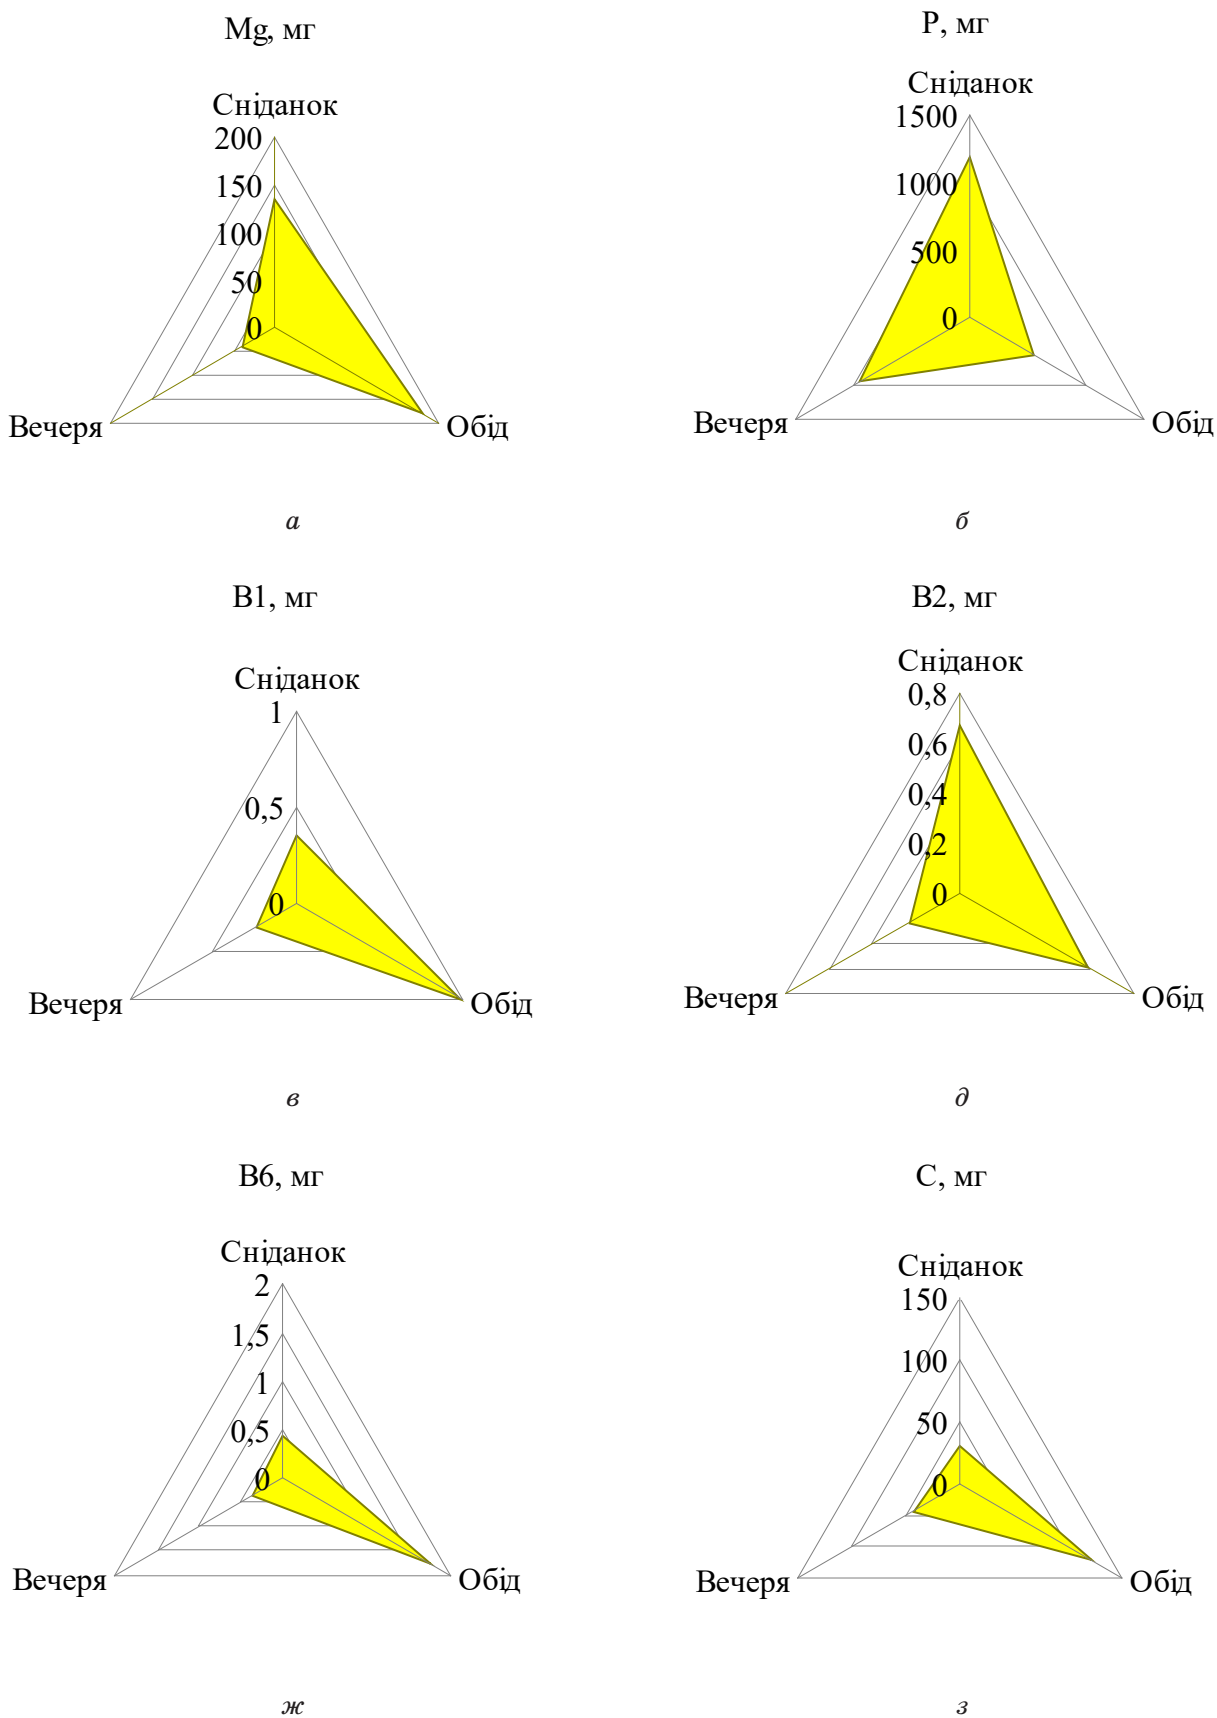 Mg, мг
Сніданок
200
150
100
50
0
Вечеря
Обід
а
P, мг
Сніданок
1500
1000
500
0
Вечеря
Обід
б
B1, мг
Сніданок
1
0,5
0
Вечеря
Обід
в
B2, мг
Сніданок
0,8
0,6
0,4
0,2
0
Вечеря
Обід
д
B6, мг
Сніданок
2
1,5
1
0,5
0
Вечеря
Обід
ж
C, мг
Сніданок
150
100
50
0
Вечеря
Обід
з